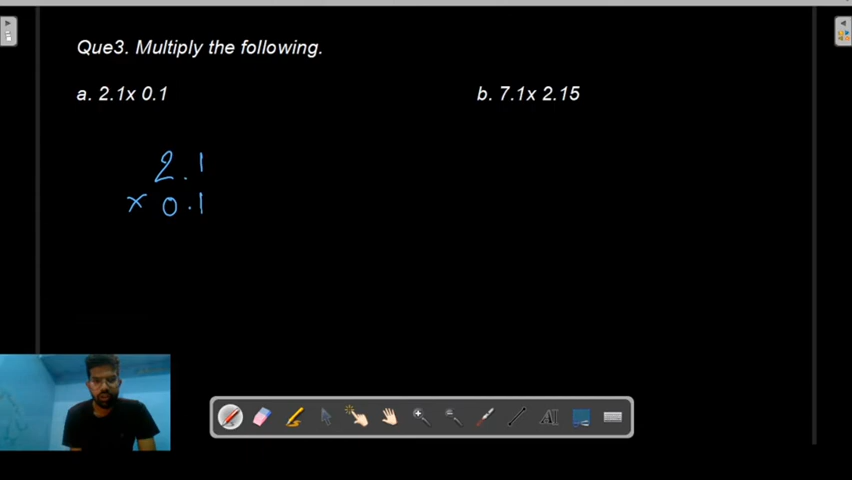 Que3. Multiply the following.
a. 2.1x 0.1
b. 7.1x 2.15
2.1
x 0.1